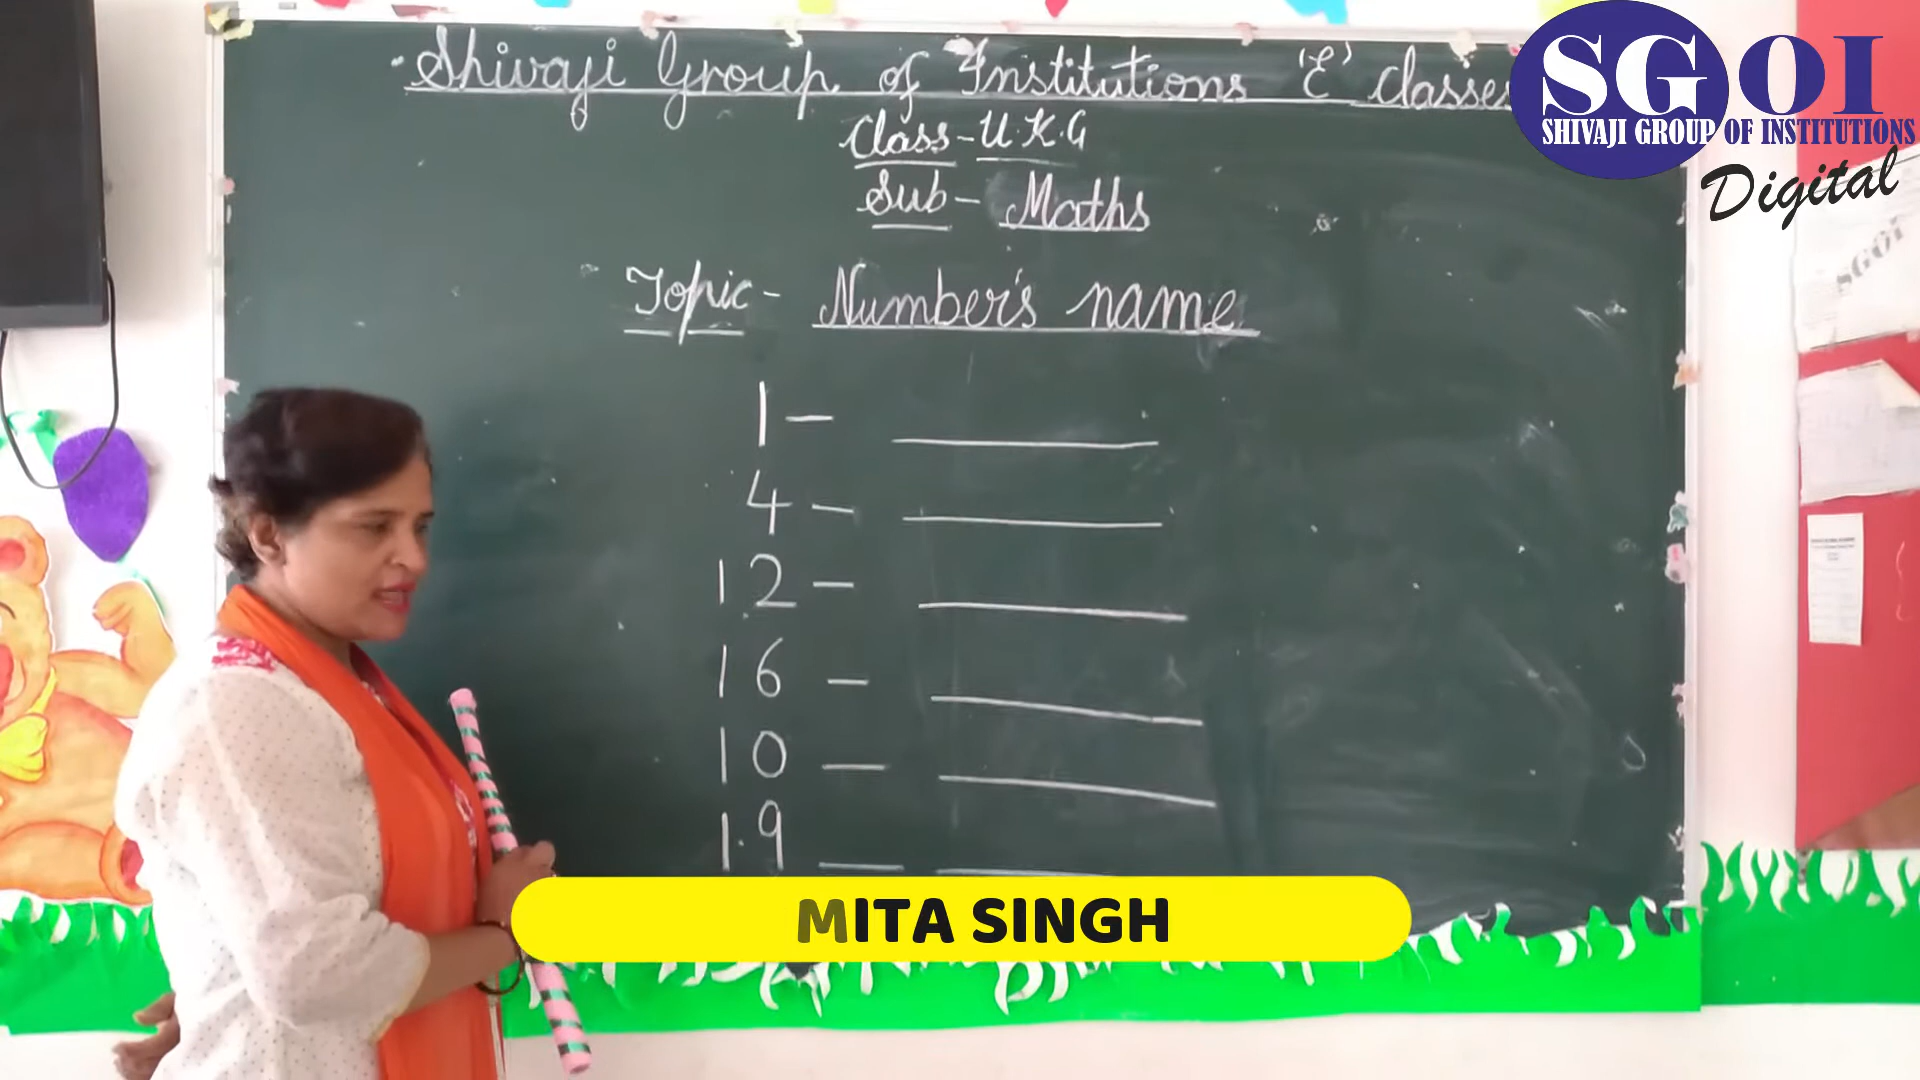 Shivaji Group of Institutions 'E' classes
Class - U.K.G
Sub - Maths
Topic - Number's name
1 -
4 -
12 -
16 -
10 -
19 -
SGOI
SHIVAJI GROUP OF INSTITUTIONS
Digital
SGOI
MITA SINGH